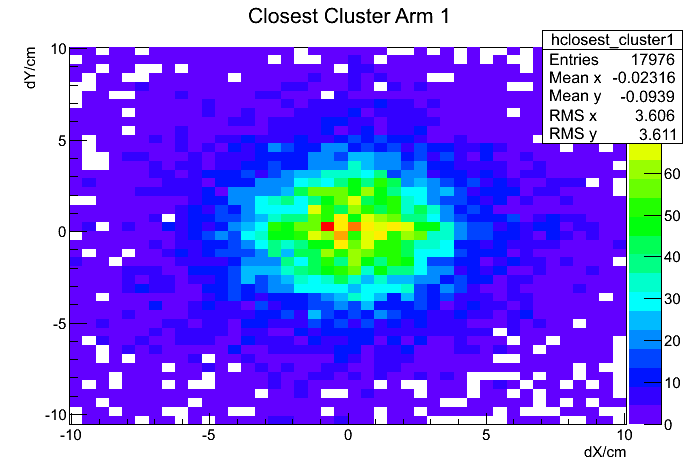 Closest Cluster Arm 1
hclosest_cluster1
Entries 17976
Mean x -0.02316
Mean y -0.0939
RMS x 3.606
RMS y 3.611
dY/cm
10
5
0
-5
-10
-10 -5 0 5 10
dX/cm
60
50
40
30
20
10
0